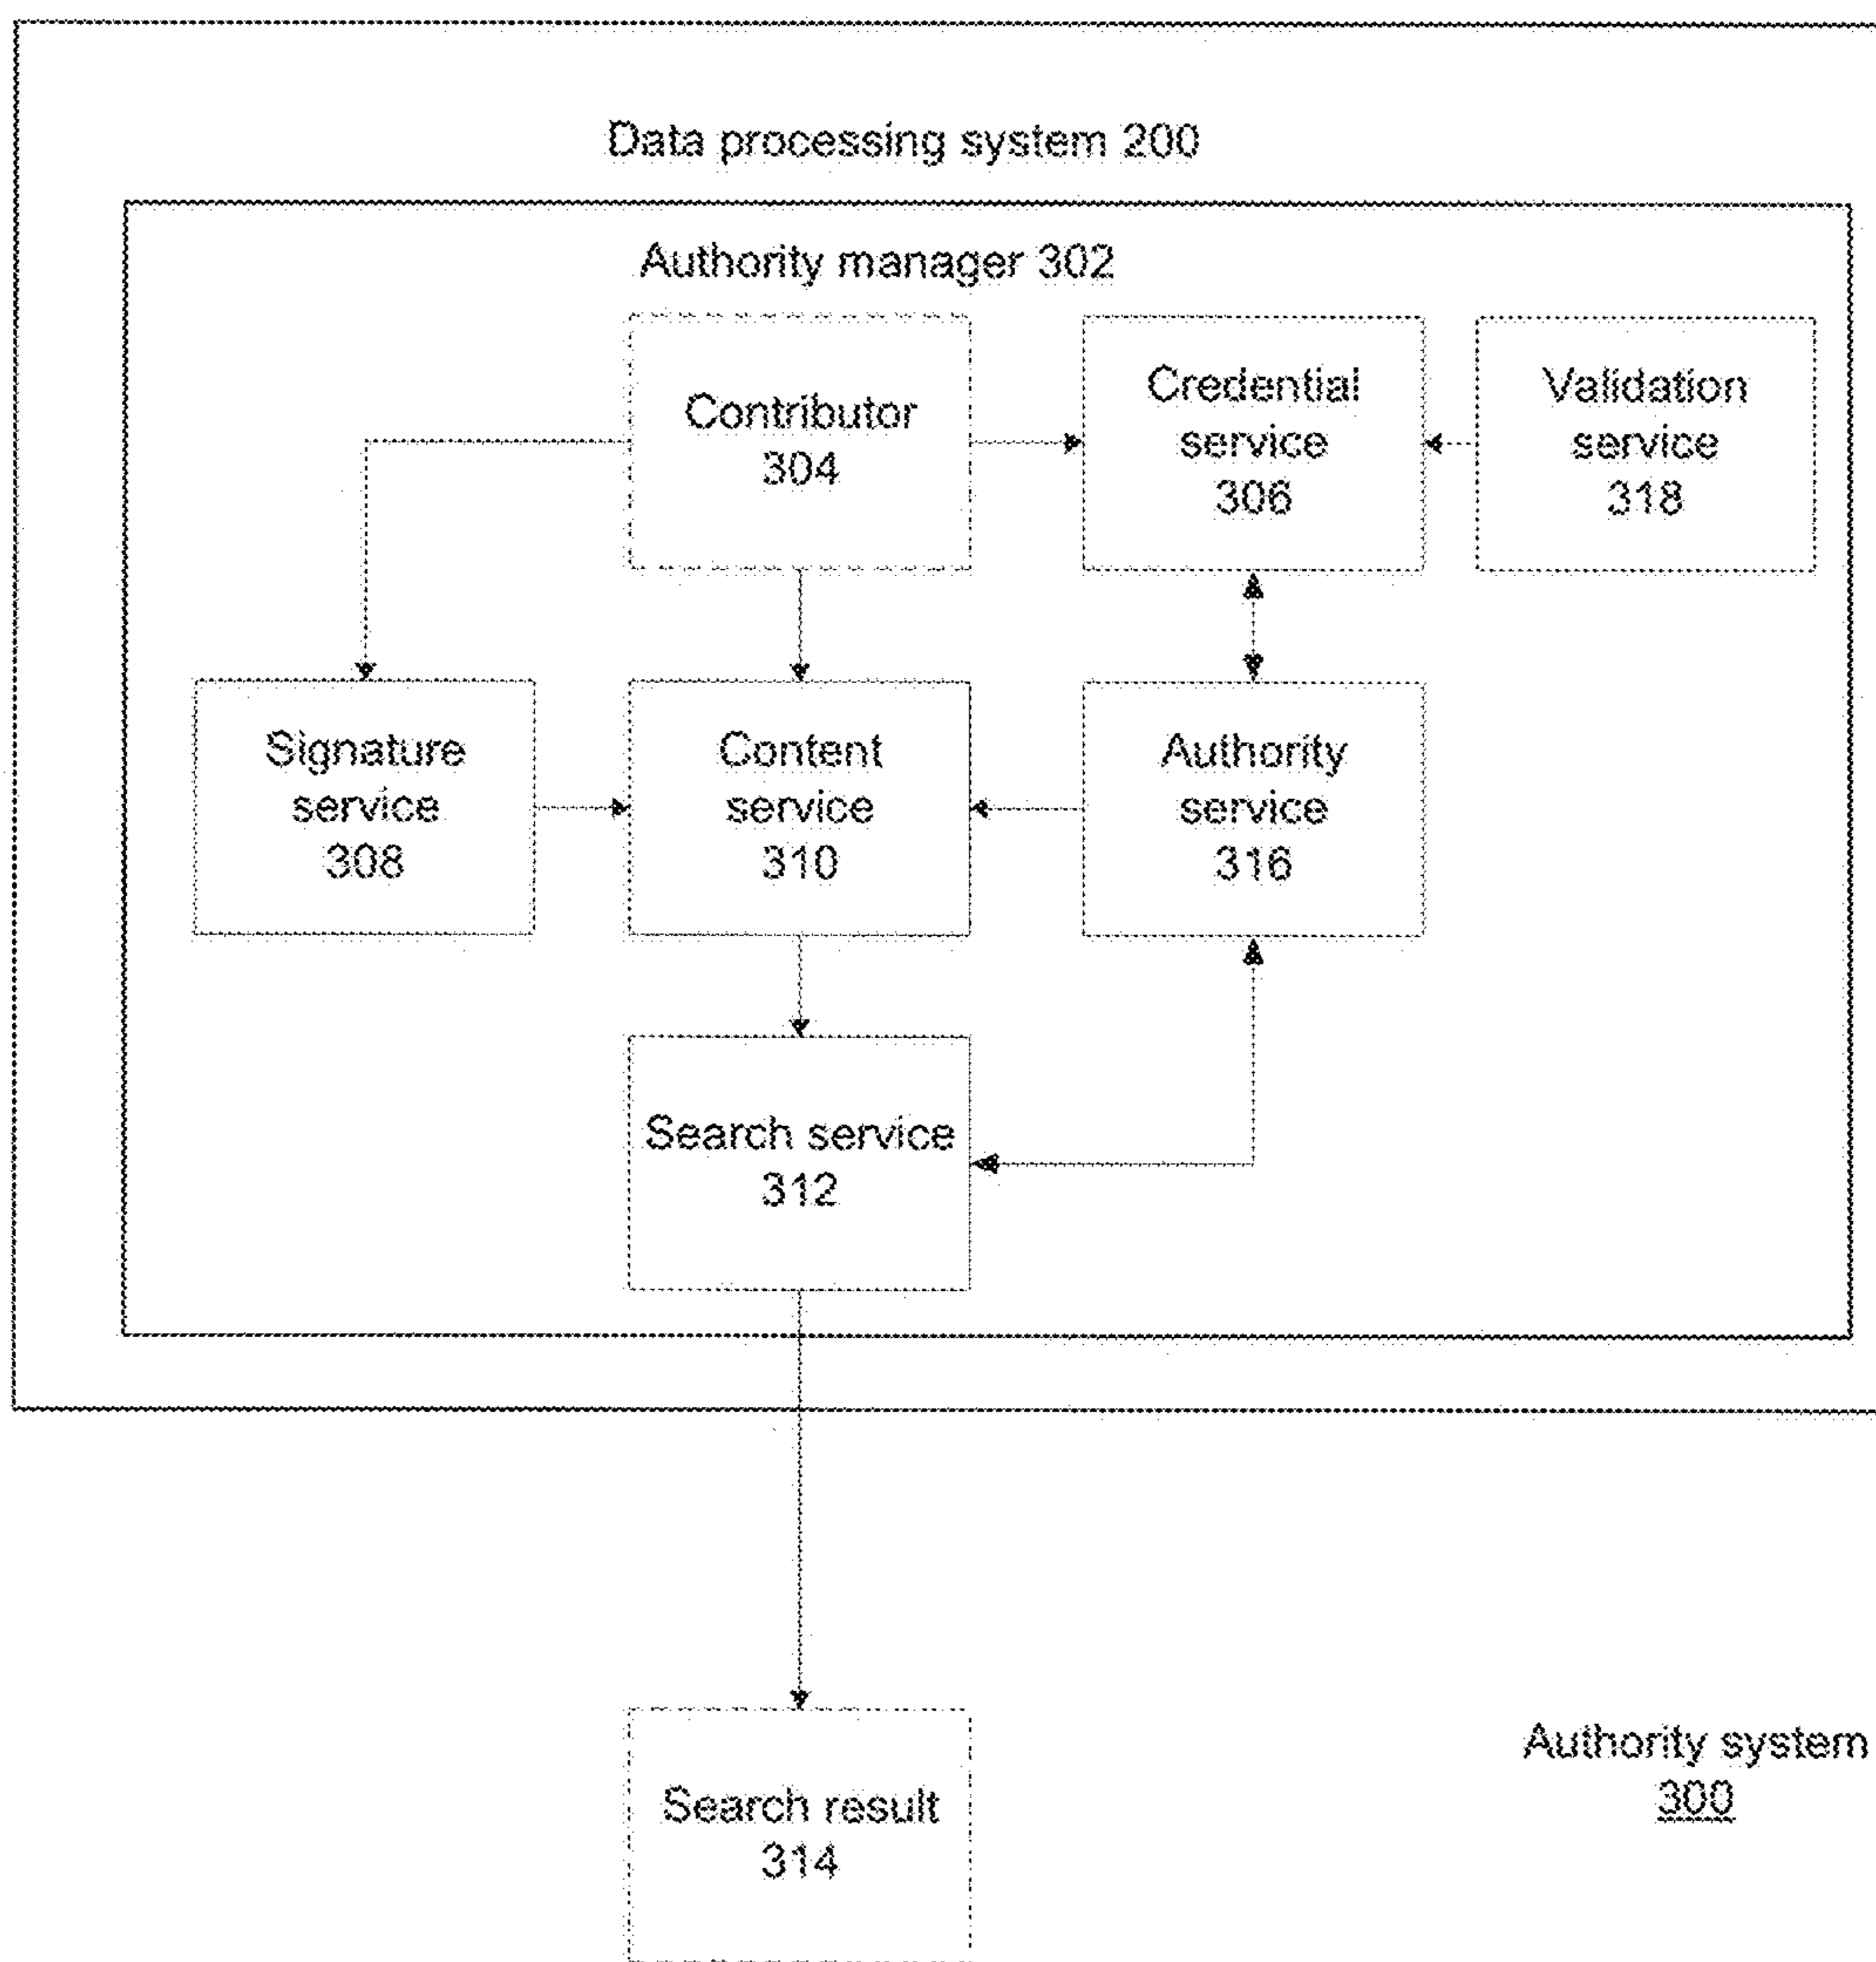 Data processing system 200
Authority manager 302
Contributor
304
Credential
service
306
Validation
service
318
Signature
service
308
Content
service
310
Authority
service
316
Search service
312
Search result
314
Authority system
300